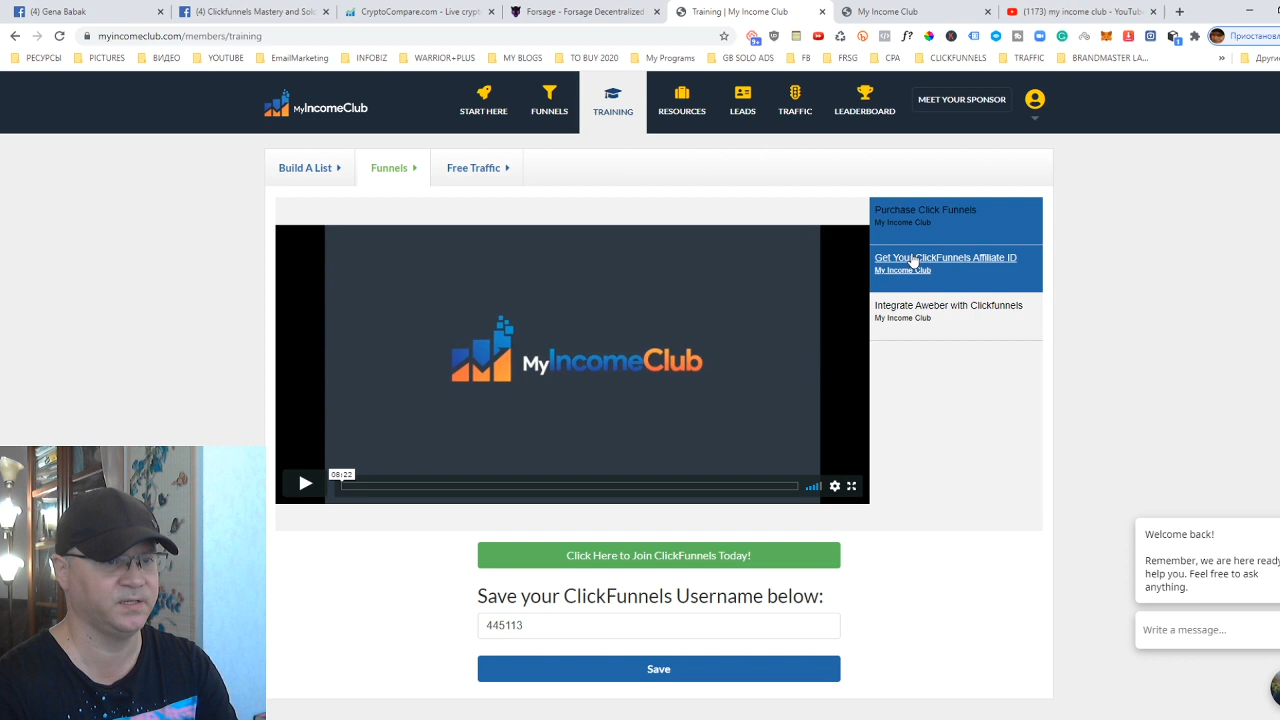 (4) Gena Babak
(4) Clickfunnels Mastery and Sol
CryptoCompare.com - Live crypt
Forsage - Forsage Decentralized
Training | My Income Club
My Income Club
(1173) my income club - YouTub
myincomeclub.com/members/training
Приостановл
РЕСУРСЫ
PICTURES
ВИДЕО
YOUTUBE
EmailMarketing
INFOBIZ
WARRIOR+PLUS
MY BLOGS
TO BUY 2020
My Programs
GB SOLO ADS
FB
FRSG
CPA
CLICKFUNNELS
TRAFFIC
BRANDMASTER LA...
Други
MyIncomeClub
START HERE
FUNNELS
TRAINING
RESOURCES
LEADS
TRAFFIC
LEADERBOARD
MEET YOUR SPONSOR
Build A List
Funnels
Free Traffic
Purchase Click Funnels
My Income Club
Get Your ClickFunnels Affiliate ID
My Income Club
Integrate Aweber with Clickfunnels
My Income Club
MyIncomeClub
08:22
Click Here to Join ClickFunnels Today!
Save your ClickFunnels Username below:
445113
Save
Welcome back!
Remember, we are here ready
help you. Feel free to ask
anything.
Write a message...